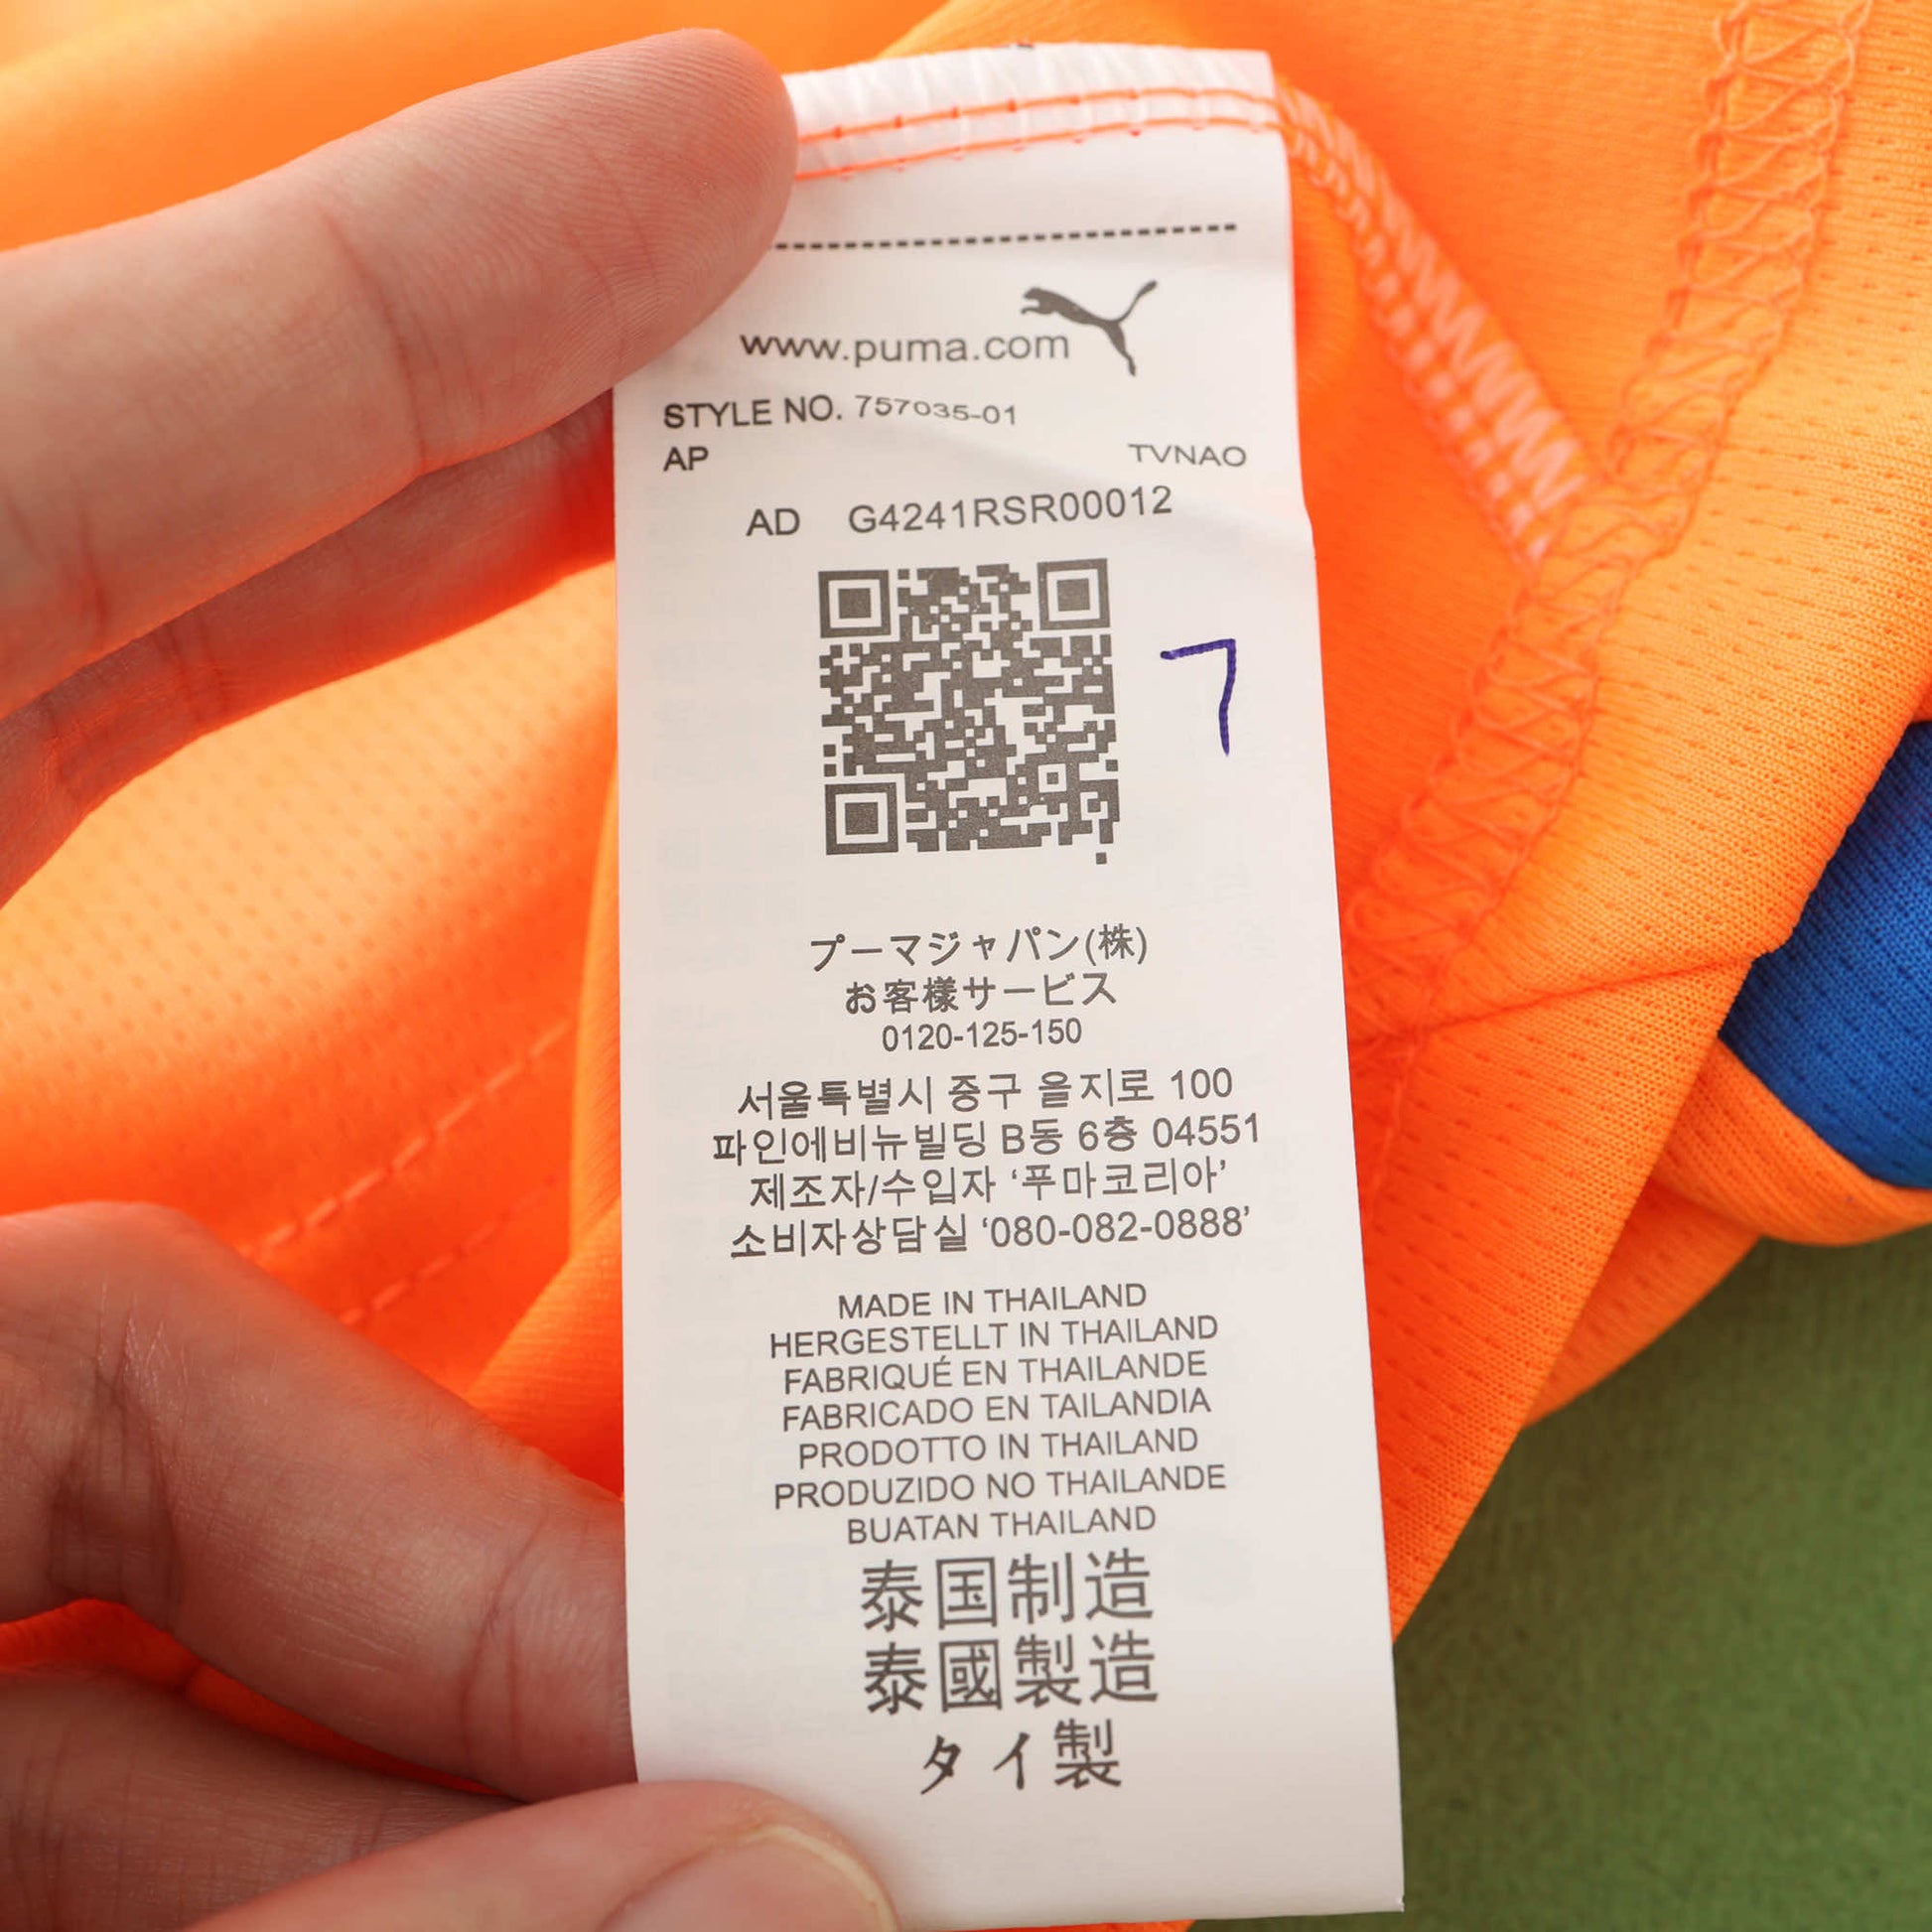 www.puma.com
STYLE NO. 757035-01
AP TVNAO
AD G4241RSR00012
7
プーマジャパン(株)
お客様サービス
0120-125-150
서울특별시 중구 을지로 100
파인에비뉴빌딩 B동 6층 04551
제조자/수입자 ‘푸마코리아’
소비자상담실 ‘080-082-0888’
MADE IN THAILAND
HERGESTELLT IN THAILAND
FABRIQUÉ EN THAILANDE
FABRICADO EN TAILANDIA
PRODOTTO IN THAILAND
PRODUZIDO NO THAILANDE
BUATAN THAILAND
泰国制造
泰國製造
タイ製